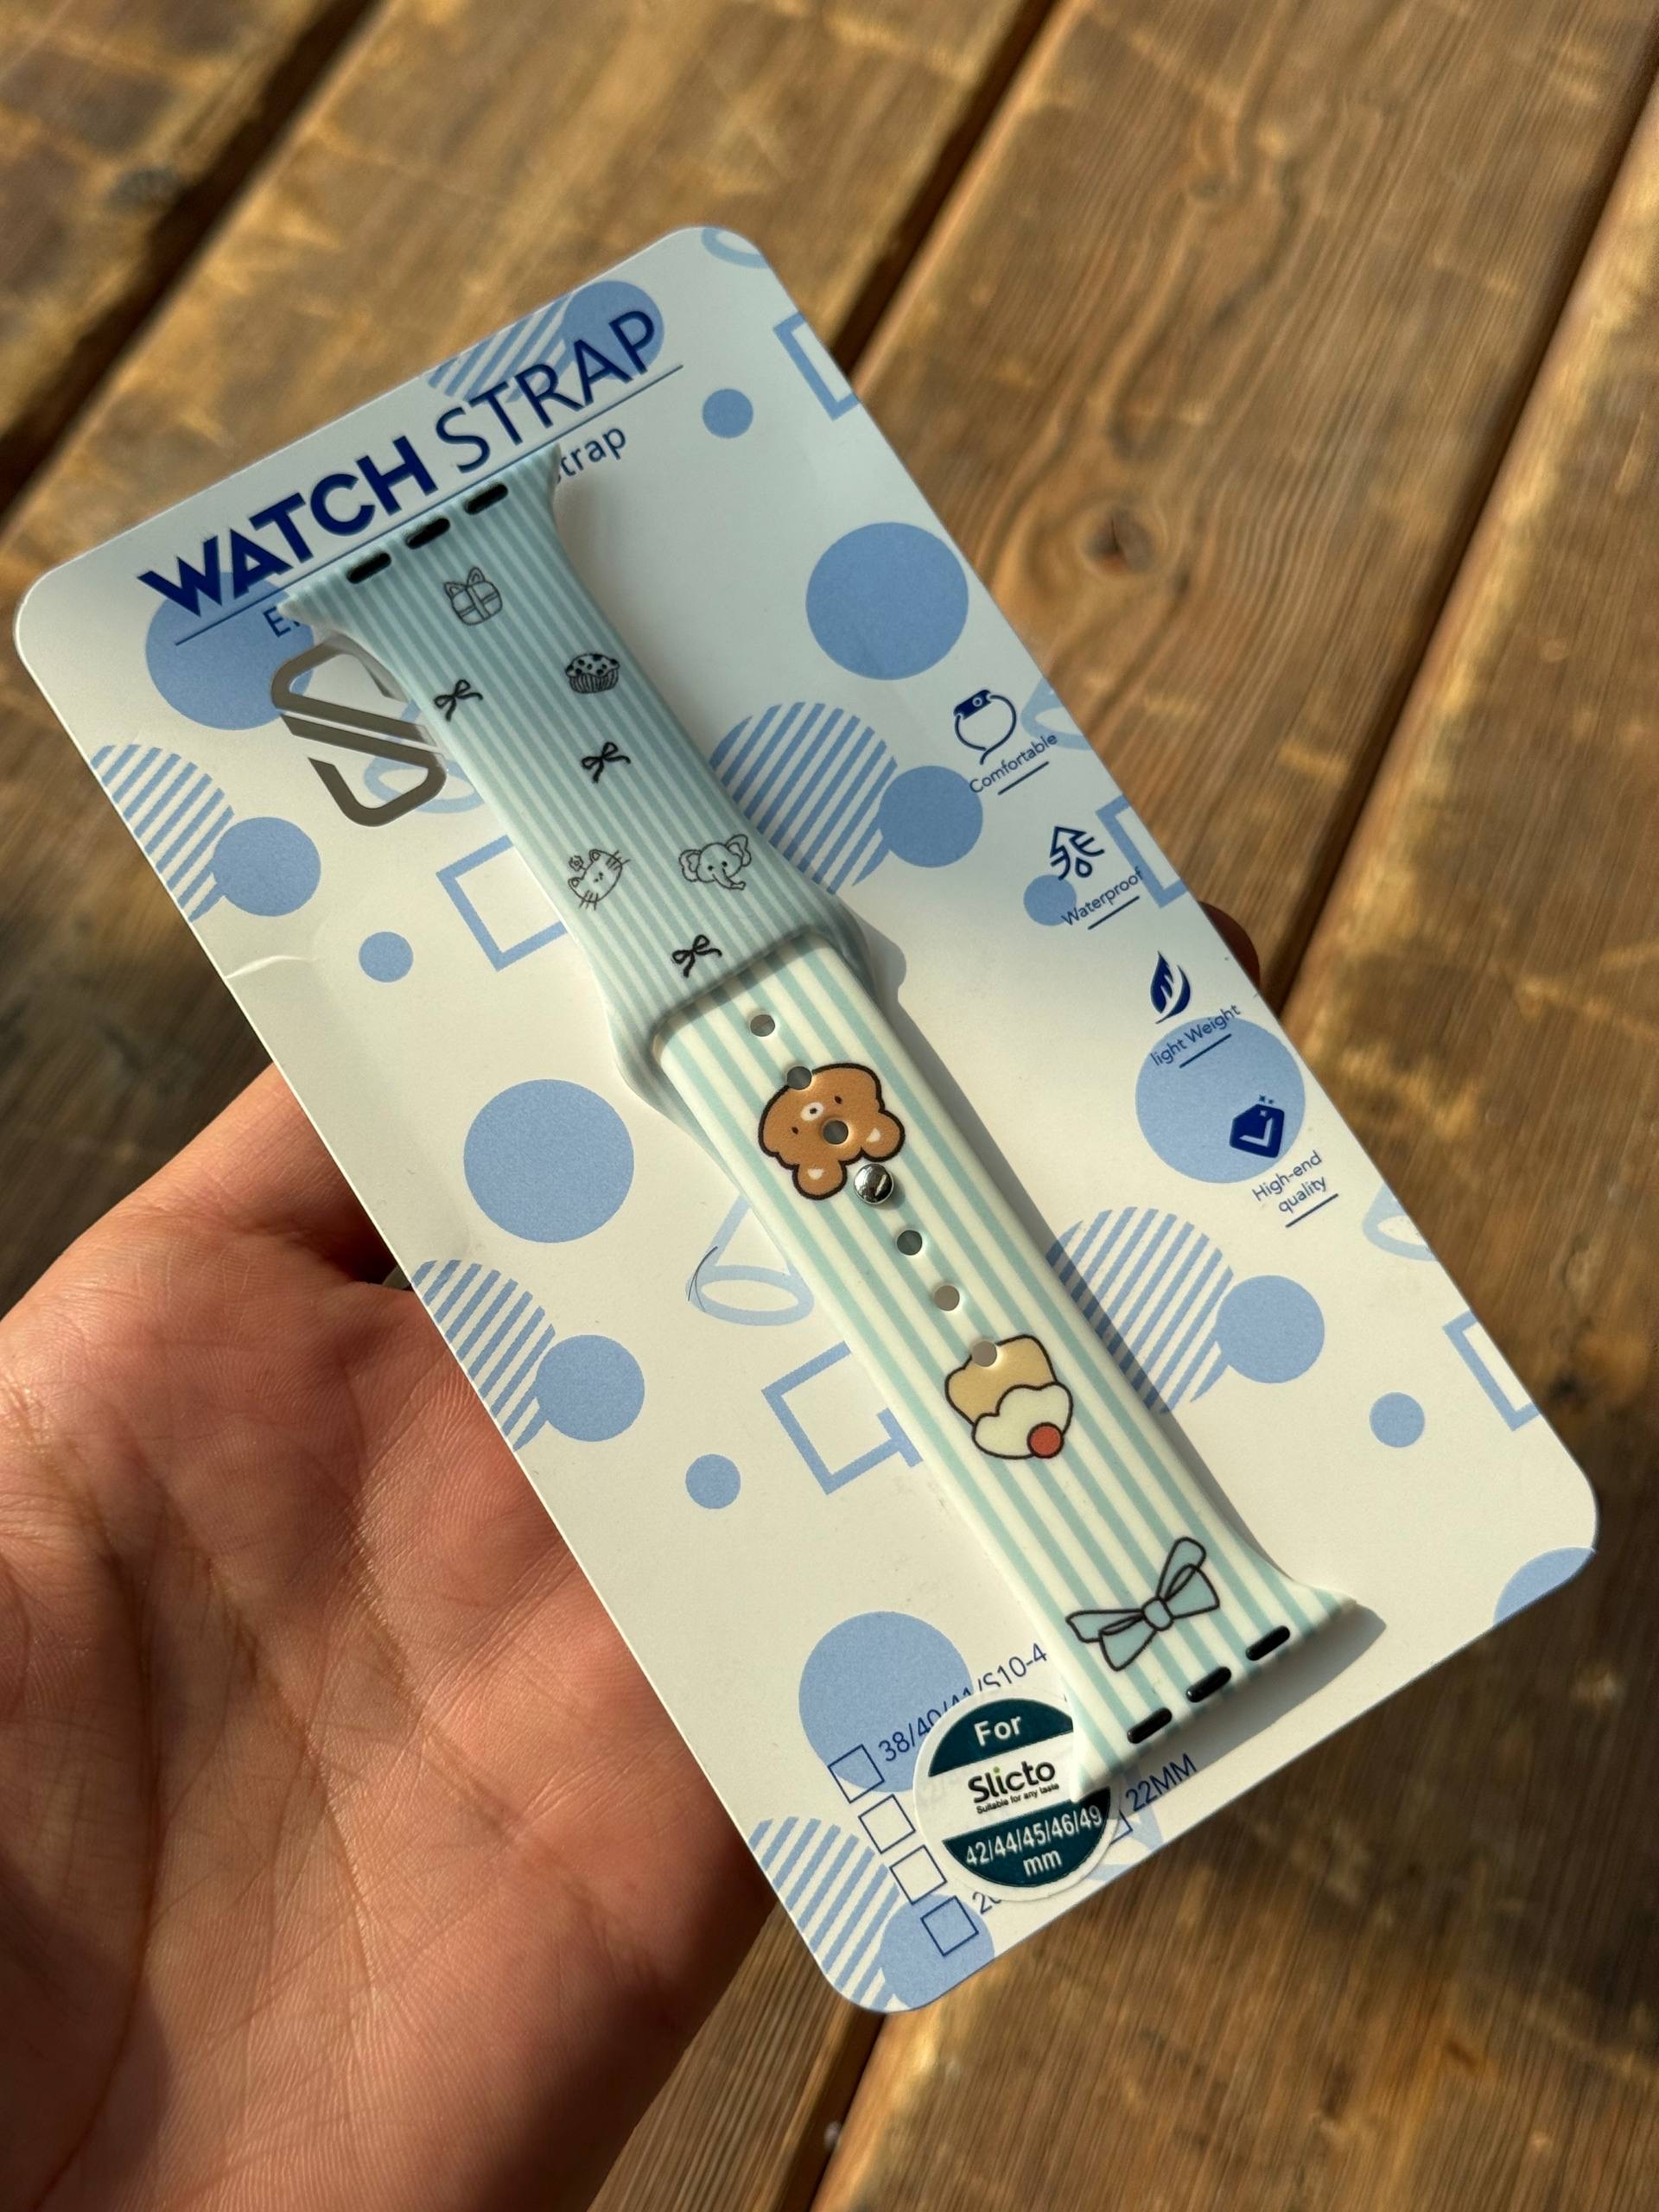 WATCH STRAP
trap
Comfortable
Waterproof
light Weight
High-end
quality
38/40/41/S10-4
22MM
For
Slicto
Suitable for any taste
42/44/45/46/49
mm